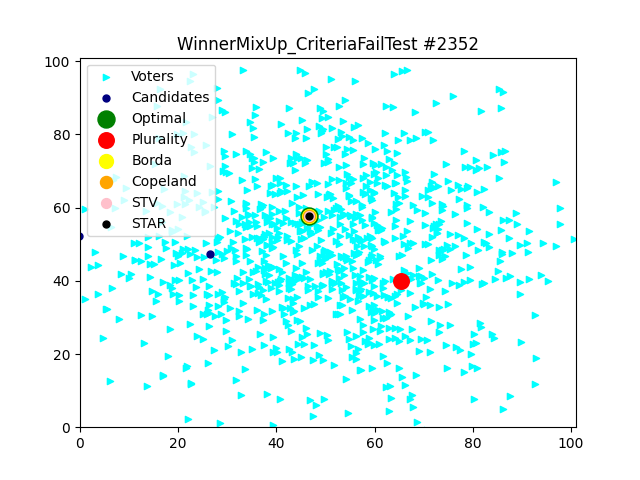 WinnerMixUp_CriteriaFailTest #2352
100
80
60
40
20
0
Voters
Candidates
Optimal
Plurality
Borda
Copeland
STV
STAR
0 20 40 60 80 100